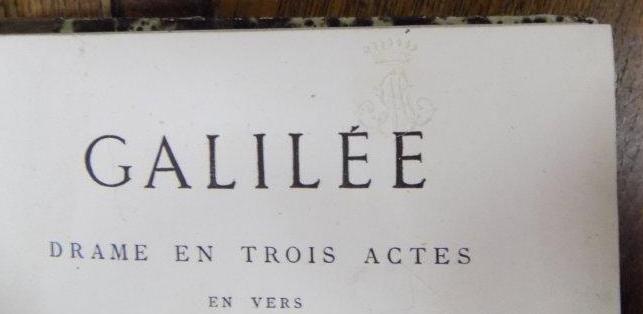 GALILÉE
DRAME EN TROIS ACTES
EN VERS